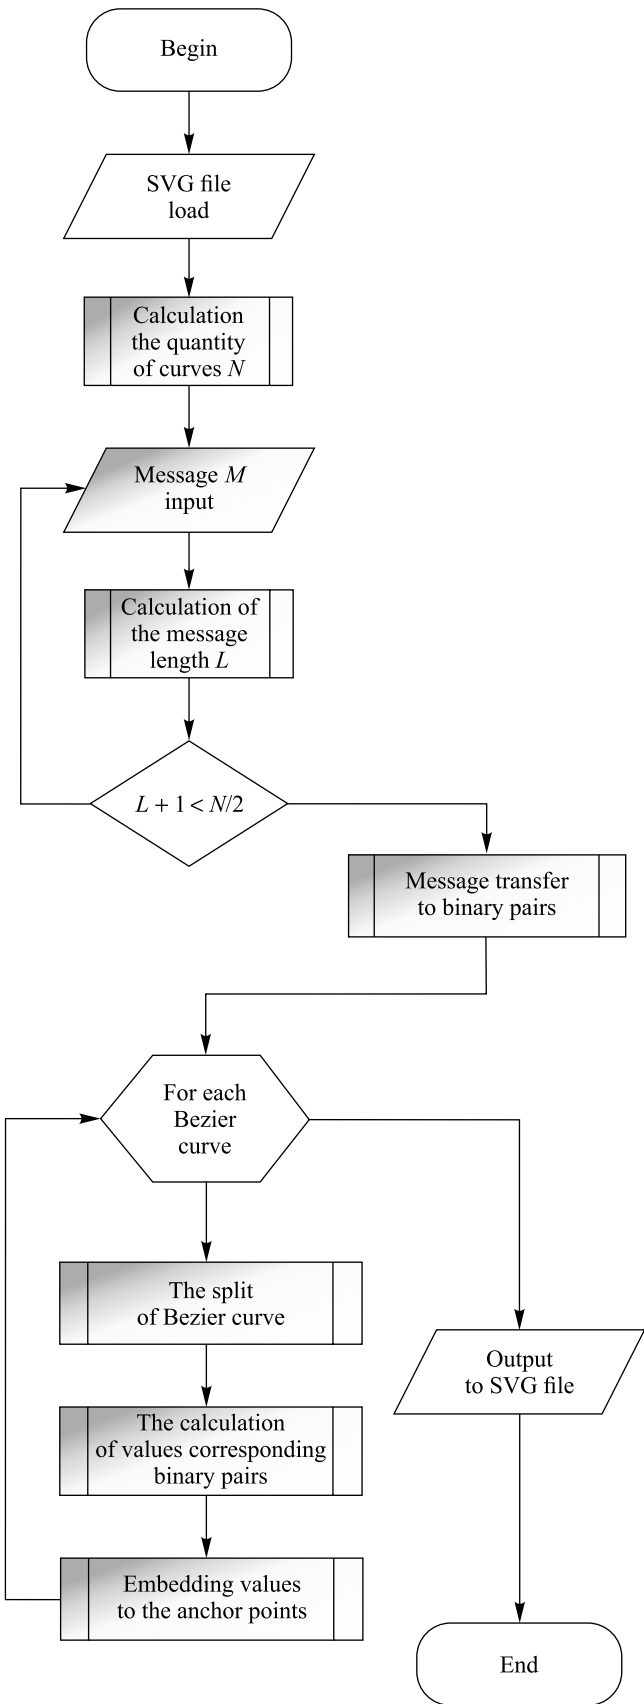 Begin
SVG file
load
Calculation
the quantity
of curves N
Message M
input
Calculation of
the message
length L
L + 1 < N/2
Message transfer
to binary pairs
For each
Bezier
curve
The split
of Bezier curve
The calculation
of values corresponding
binary pairs
Embedding values
to the anchor points
Output
to SVG file
End